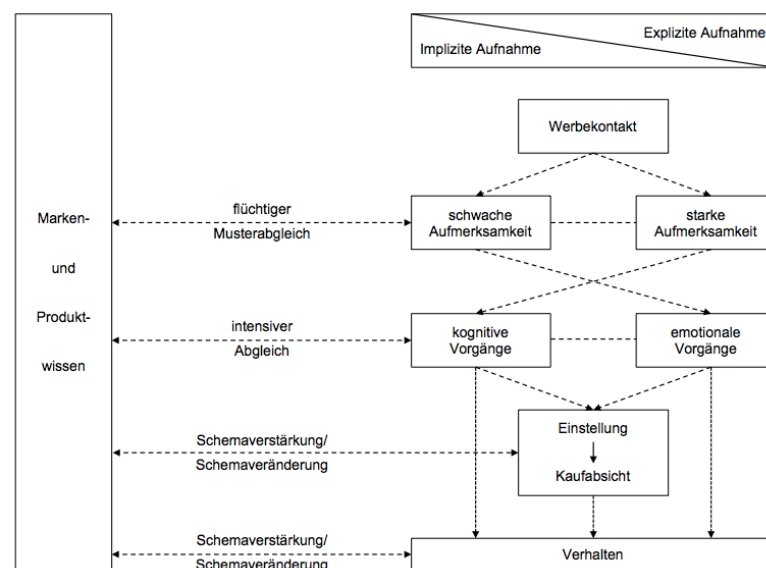 Explizite Aufnahme
Implizite Aufnahme
Werbekontakt
Marken-
und
Produkt-
wissen
flüchtiger
Musterabgleich
schwache
Aufmerksamkeit
starke
Aufmerksamkeit
intensiver
Abgleich
kognitive
Vorgänge
emotionale
Vorgänge
Schemaverstärkung/
Schemaveränderung
Einstellung
Kaufabsicht
Schemaverstärkung/
Schemaveränderung
Verhalten